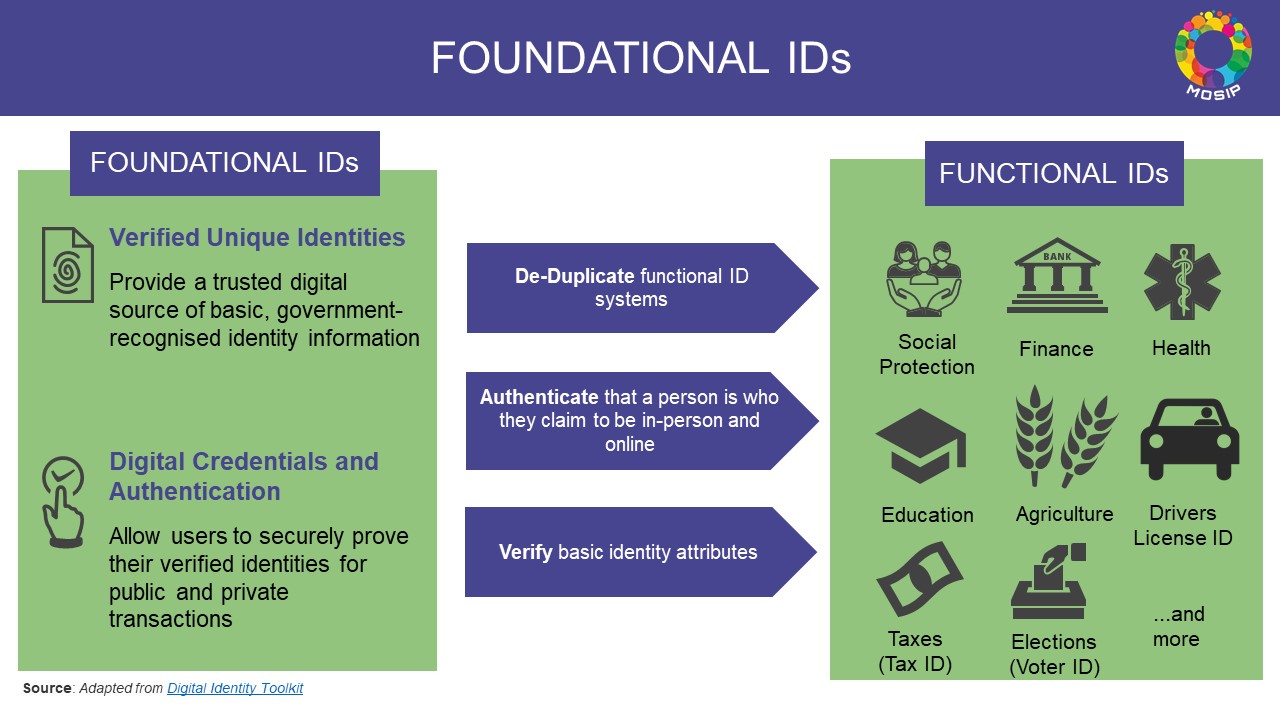 FOUNDATIONAL IDs
MOSIP
FOUNDATIONAL IDs
Verified Unique Identities
Provide a trusted digital
source of basic, government-
recognised identity information
Digital Credentials and
Authentication
Allow users to securely prove
their verified identities for
public and private
transactions
De-Duplicate functional ID
systems
Authenticate that a person is who
they claim to be in-person and
online
Verify basic identity attributes
FUNCTIONAL IDs
Social
Protection
BANK
Finance
Health
Education
Agriculture
Drivers
License ID
Taxes
(Tax ID)
Elections
(Voter ID)
...and
more
Source: Adapted from Digital Identity Toolkit